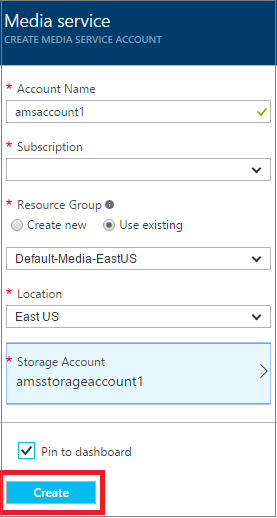 Media service
CREATE MEDIA SERVICE ACCOUNT
* Account Name
amsaccount1
* Subscription
* Resource Group
Create new Use existing
Default-Media-EastUS
* Location
East US
* Storage Account
amsstorageaccount1
Pin to dashboard
Create